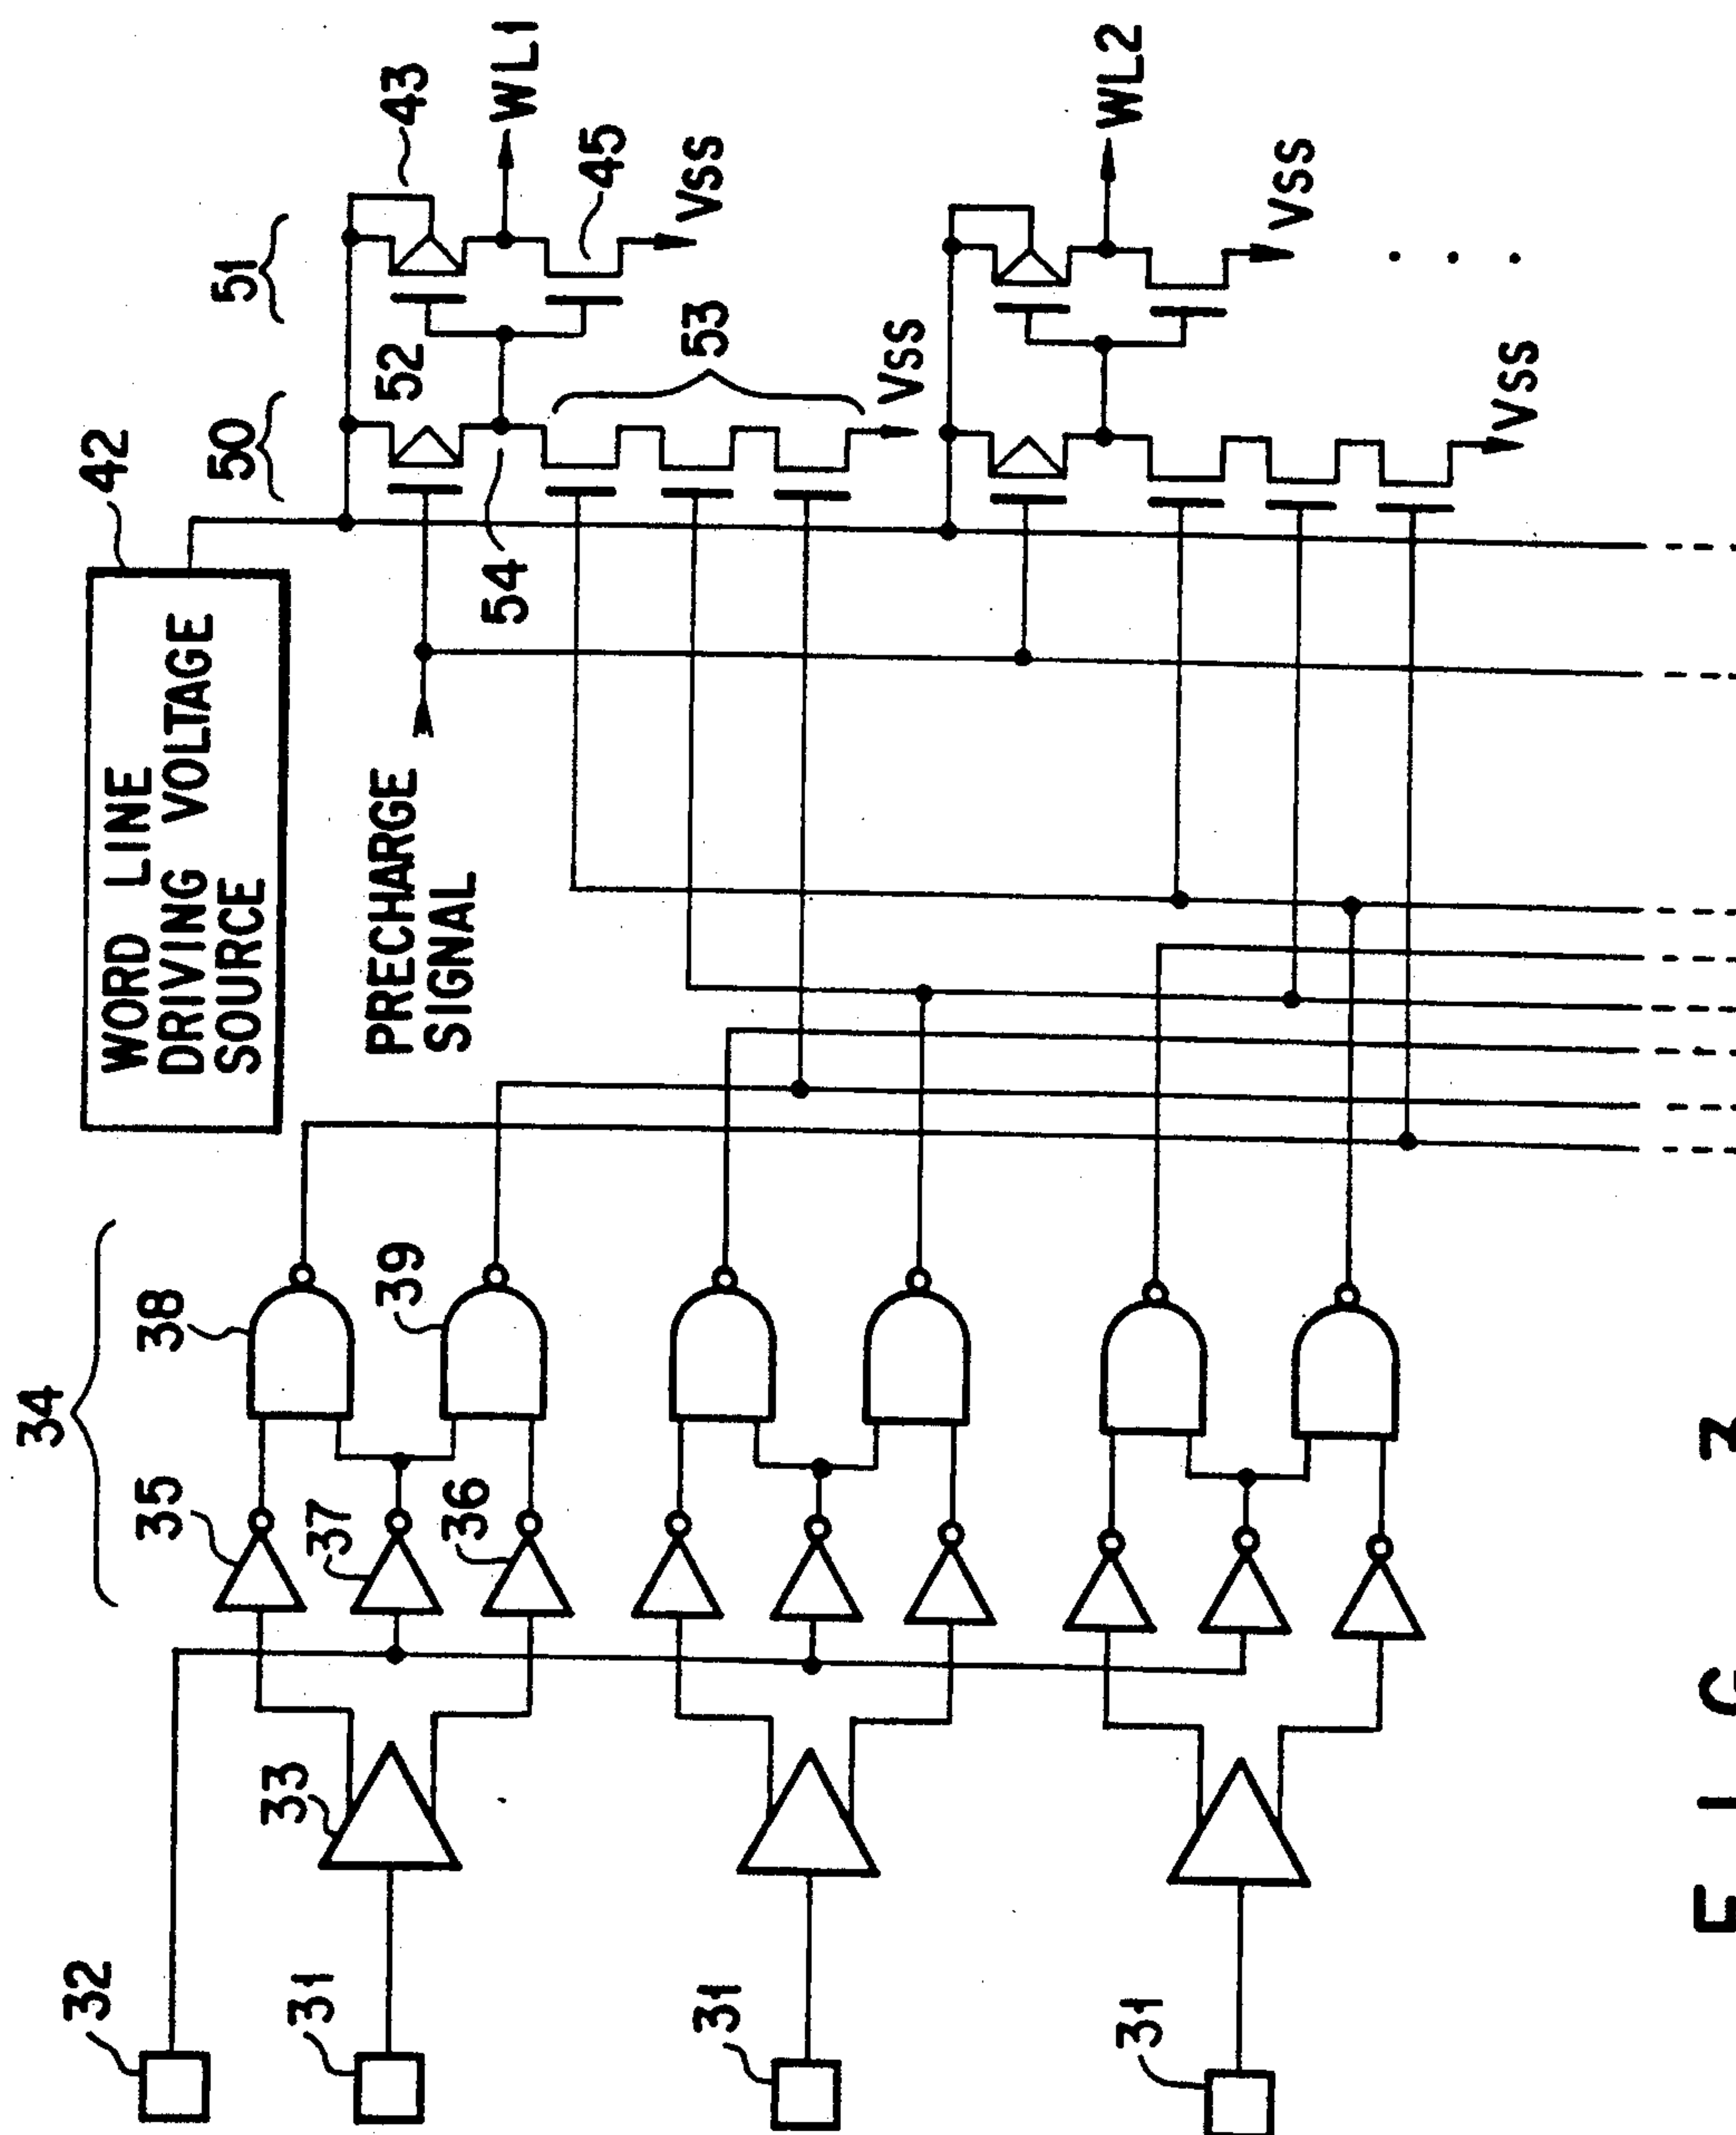 32
31
31
31
33
34
35
37
36
38
39
WORD LINE
DRIVING VOLTAGE
SOURCE
42
PRECHARGE
SIGNAL
50
51
52
43
WL1
45
54
53
VSS
VSS
WL2
VSS
VSS
F I G